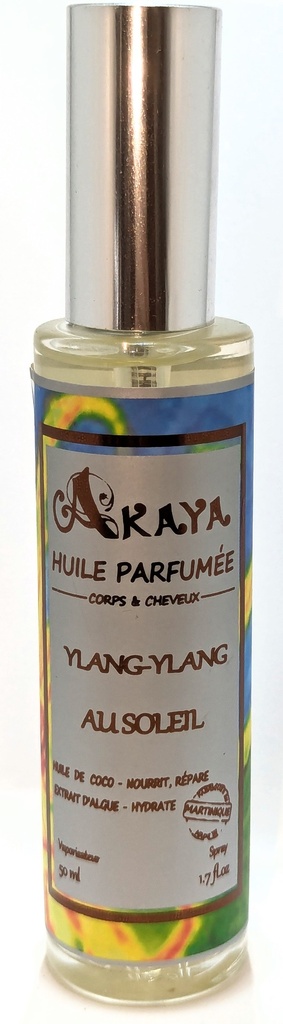 AKAYA
HUILE PARFUMÉE
CORPS & CHEVEUX
YLANG-YLANG
AU SOLEIL
HUILE DE COCO - NOURRIT, RÉPARE
EXTRAIT D'ALGUE - HYDRATE
MARTINIQUE
Vaporisateur
Spray
50 ml
1.7 fl.oz